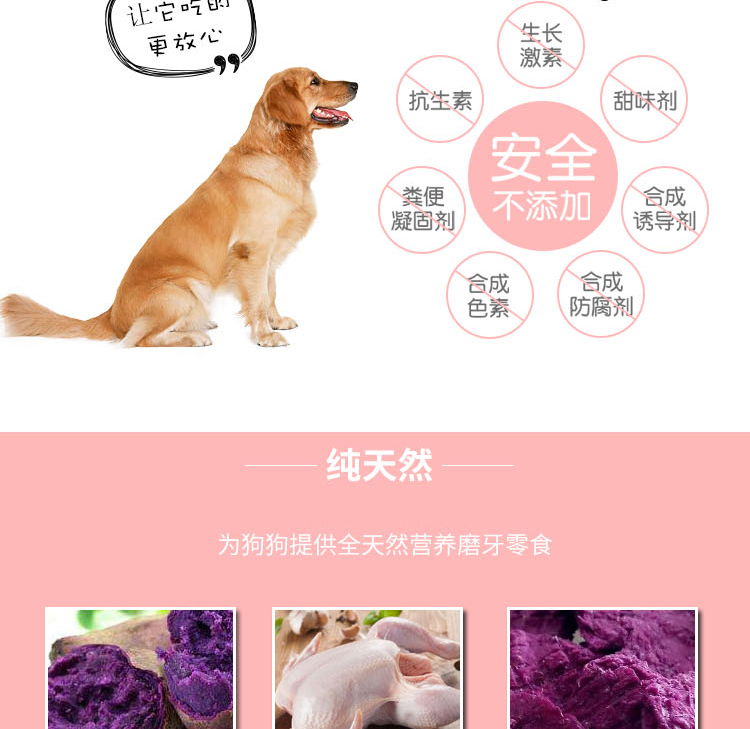 让它吃的
更放心
生长
激素
抗生素
甜味剂
安全
不添加
粪便
凝固剂
合成
诱导剂
合成
色素
合成
防腐剂
纯天然
为狗狗提供全天然营养磨牙零食